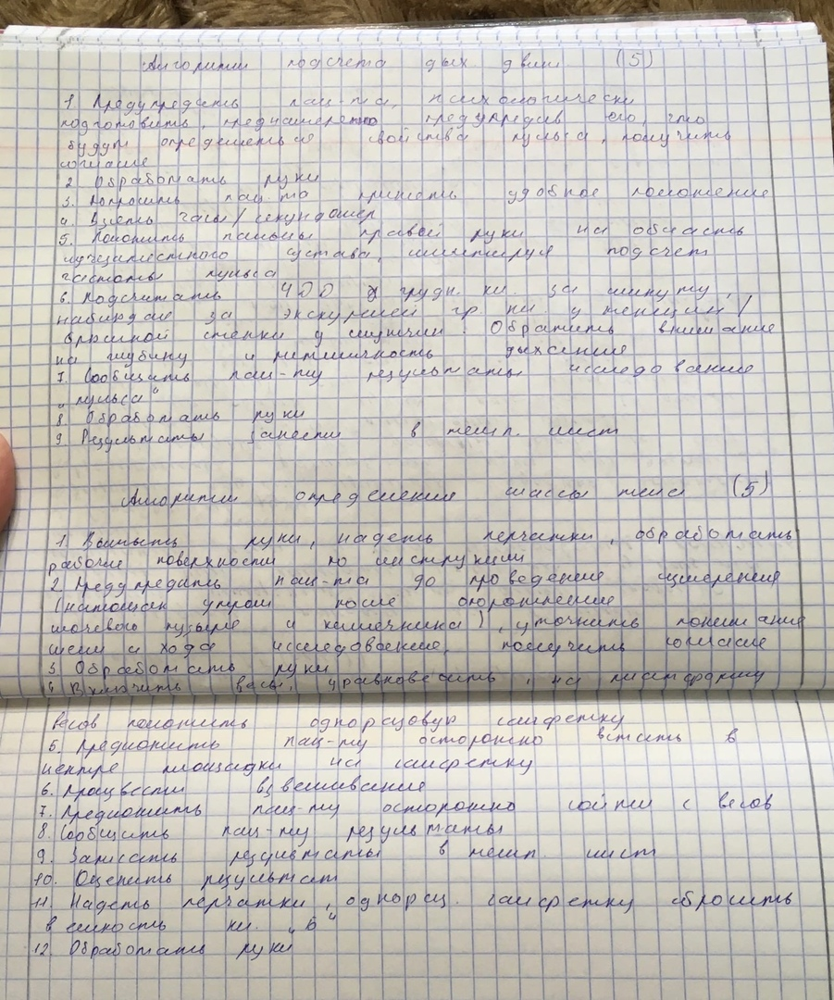 Алгоритм подсчета дых. движ (5)
1. Предупредить пац-та, психологически
подготовить, преднамеренно предупредив его, что
будут определяться свойства пульса, получить
согласие
2 Обработать руки
3. Попросить пац-та принять удобное положение
4. Взять часы/секундомер
5. Положить пальцы правой руки на область
лучезапястного сустава, имитируя подсчет
частоты пульса
6. Подсчитать ЧДД грудн. кл. за минуту,
наблюдая за экскурсией гр. кл. у женщин/
брюшной стенки у мужчин. Обратить внимание
на глубину и ритмичность дыхания
7. Сообщить пац-ту результаты исследования
„пульса“
8. Обработать руки
9 Результаты занести в темп. лист
Алгоритм определения массы тела (5)
1 Вымыть руки, надеть перчатки, обработать
рабочие поверхности по инструкции
2. Предупредить пац-та до проведения измерения
(натощак утром после опорожнения
мочевого пузыря и кишечника), уточнить понимание
цели и хода исследования, получить согласие
3 Обработать руки
4 Включить весы, уравновесить, на платформу
весов положить одноразовую салфетку
5. Предложить пац-ту осторожно встать в
центре площадки на салфетку
6. Произвести взвешивание
7. Предложить пац-ту осторожно сойти с весов
8. Сообщить пац-ту результаты
9. Записать результаты в темп. лист
10. Оценить результат
11. Надеть перчатки, однораз. салфетку сбросить
в емкость кл. „Б“
12. Обработать руки